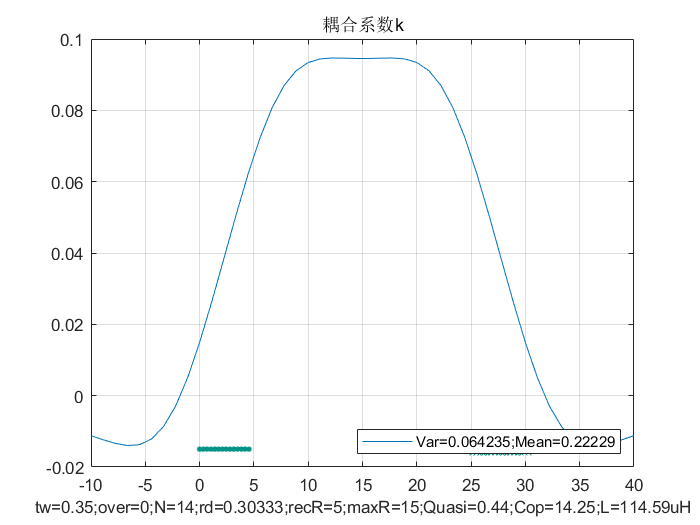 耦合系数k
0.1
0.08
0.06
0.04
0.02
0
-0.02
Var=0.064235;Mean=0.22229
-10 -5 0 5 10 15 20 25 30 35 40
tw=0.35;over=0;N=14;rd=0.30333;recR=5;maxR=15;Quasi=0.44;Cop=14.25;L=114.59uH